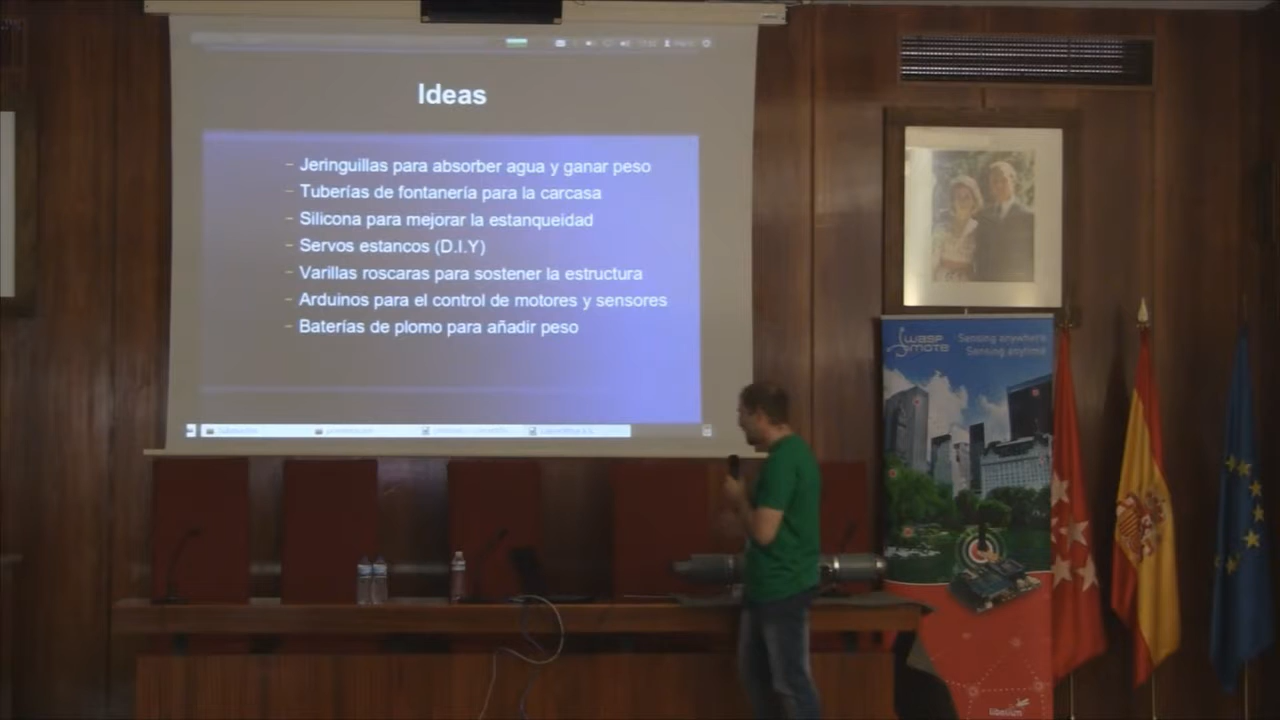 Ideas
– Jeringuillas para absorber agua y ganar peso
– Tuberías de fontanería para la carcasa
– Silicona para mejorar la estanqueidad
– Servos estancos (D.I.Y)
– Varillas roscaras para sostener la estructura
– Arduinos para el control de motores y sensores
– Baterías de plomo para añadir peso
wasp mote
Sensing anywhere
Sensing anytime
libelium